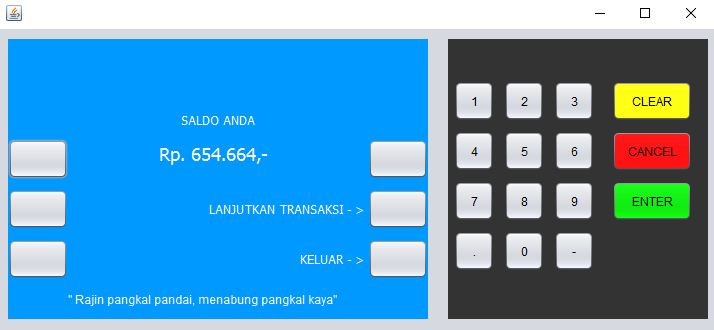 SALDO ANDA
Rp. 654.664,-
LANJUTKAN TRANSAKSI - >
KELUAR - >
" Rajin pangkal pandai, menabung pangkal kaya"
1 2 3 CLEAR
4 5 6 CANCEL
7 8 9 ENTER
. 0 -